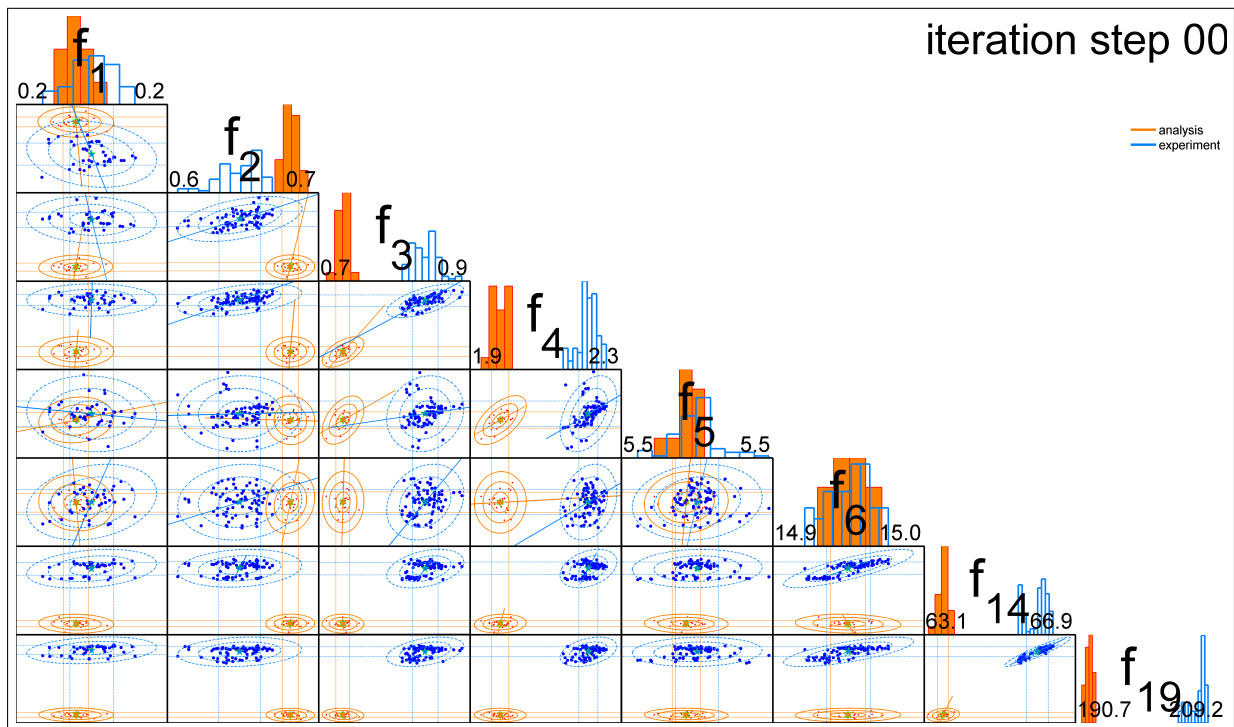 iteration step 00
analysis
experiment
f1
0.2 0.2
f2
0.6 0.7
f3
0.7 0.9
f4
1.9 2.3
f5
5.5 5.5
f6
14.9 15.0
f14
63.1 66.9
f19
190.7 209.2